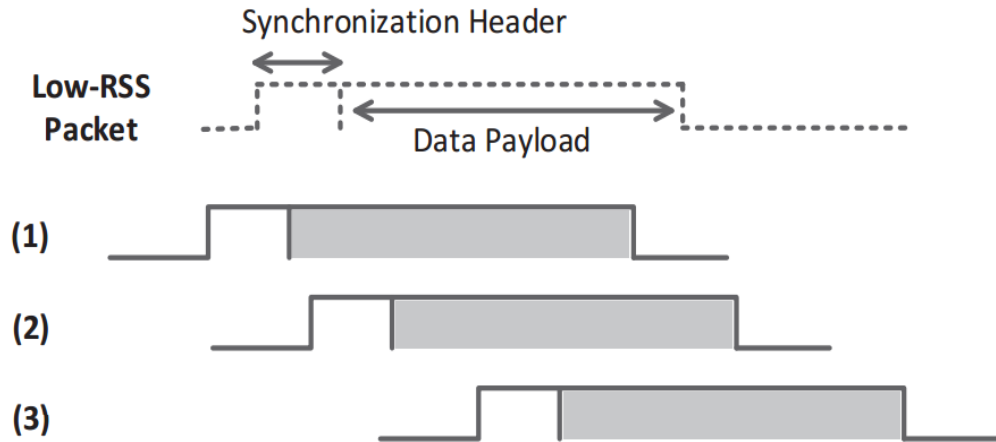 Synchronization Header
Low-RSS
Packet
Data Payload
(1)
(2)
(3)